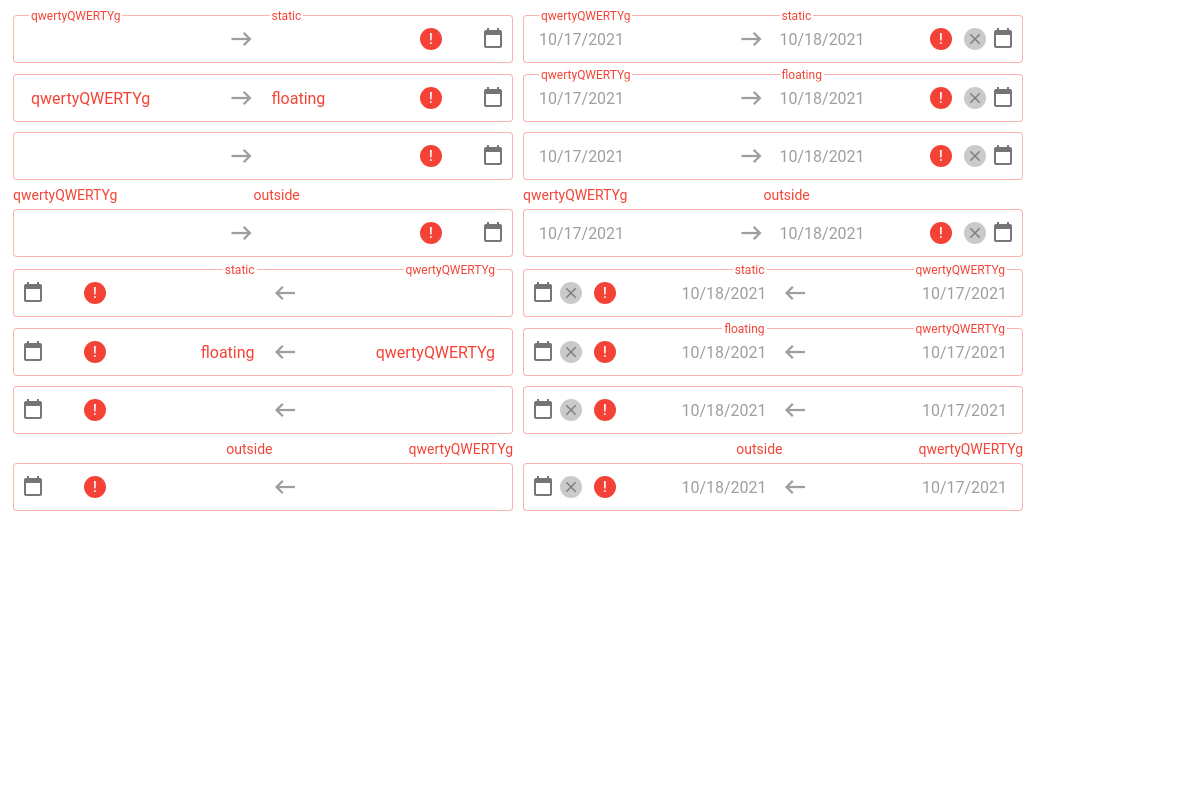 qwertyQWERTYg static qwertyQWERTYg static
10/17/2021 10/18/2021
qwertyQWERTYg floating
qwertyQWERTYg floating 10/17/2021 10/18/2021
10/17/2021 10/18/2021
qwertyQWERTYg outside qwertyQWERTYg outside
10/17/2021 10/18/2021
static qwertyQWERTYg static qwertyQWERTYg
10/18/2021 10/17/2021
floating qwertyQWERTYg
floating qwertyQWERTYg 10/18/2021 10/17/2021
10/18/2021 10/17/2021
outside qwertyQWERTYg outside qwertyQWERTYg
10/18/2021 10/17/2021